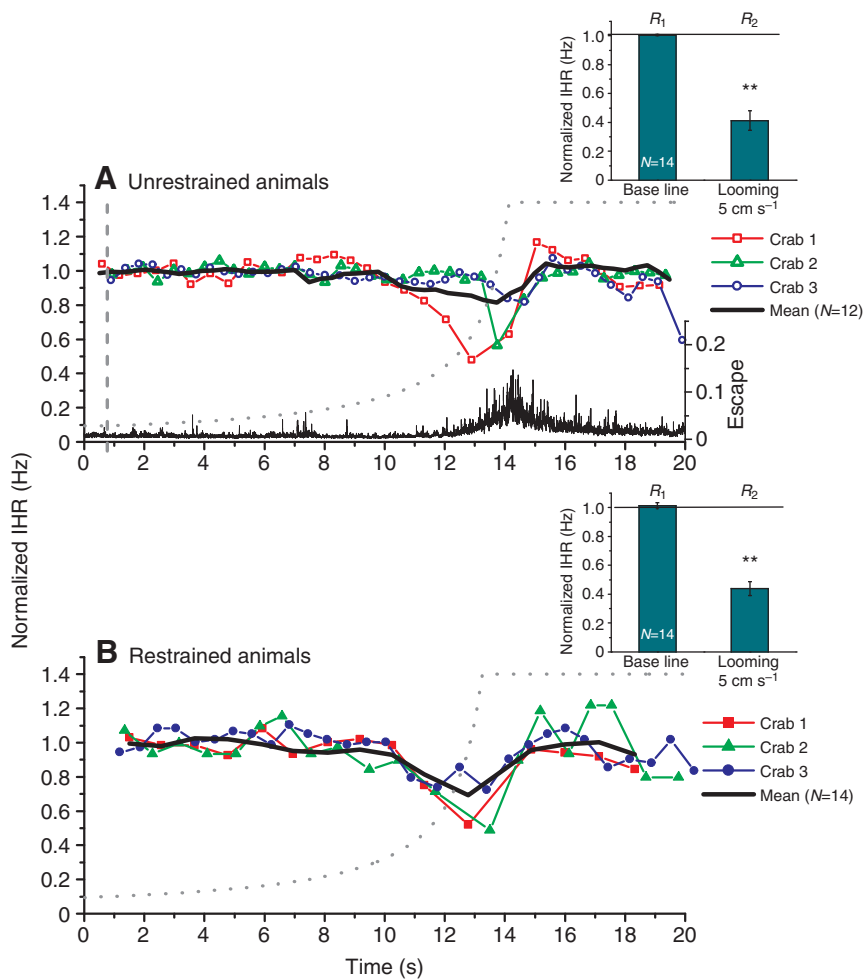 R1 R2
Normalized IHR (Hz)
1.0
0.8
0.6
0.4
0.2
0
**
N=14
Base line Looming
5 cm s–1
A Unrestrained animals
1.4
1.2
1.0
0.8
0.6
0.4
0.2
0
Crab 1
Crab 2
Crab 3
Mean (N=12)
0.2
0.1
0
Escape
0 2 4 6 8 10 12 14 16 18 20
Normalized IHR (Hz)
R1 R2
Normalized IHR (Hz)
1.0
0.8
0.6
0.4
0.2
0
**
N=14
Base line Looming
5 cm s–1
B Restrained animals
1.4
1.2
1.0
0.8
0.6
0.4
0.2
0
Crab 1
Crab 2
Crab 3
Mean (N=14)
0 2 4 6 8 10 12 14 16 18 20
Time (s)